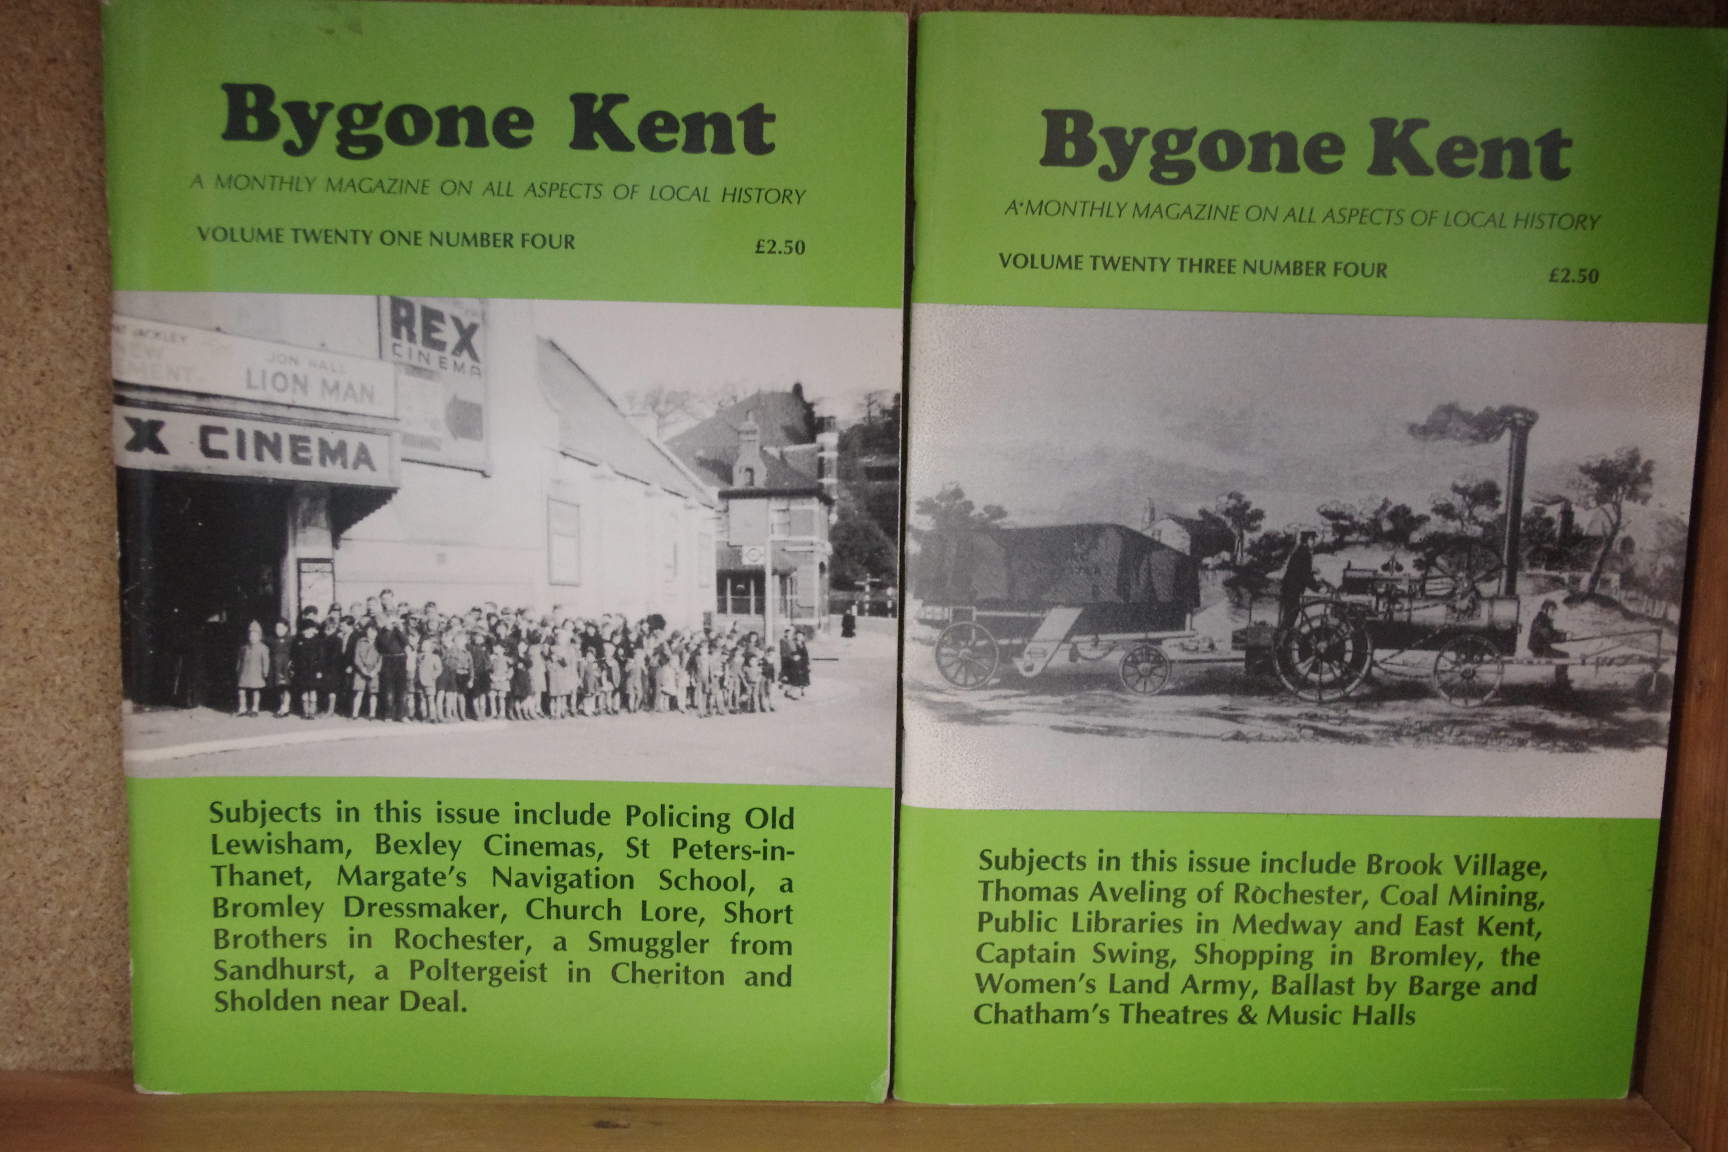 Bygone Kent
A MONTHLY MAGAZINE ON ALL ASPECTS OF LOCAL HISTORY
VOLUME TWENTY ONE NUMBER FOUR £2.50
REX
CINEMA
JACKLEY
JON HALL
LION MAN
X CINEMA
Subjects in this issue include Policing Old
Lewisham, Bexley Cinemas, St Peters-in-
Thanet, Margate's Navigation School, a
Bromley Dressmaker, Church Lore, Short
Brothers in Rochester, a Smuggler from
Sandhurst, a Poltergeist in Cheriton and
Sholden near Deal.
Bygone Kent
A MONTHLY MAGAZINE ON ALL ASPECTS OF LOCAL HISTORY
VOLUME TWENTY THREE NUMBER FOUR £2.50
Subjects in this issue include Brook Village,
Thomas Aveling of Rochester, Coal Mining,
Public Libraries in Medway and East Kent,
Captain Swing, Shopping in Bromley, the
Women's Land Army, Ballast by Barge and
Chatham's Theatres & Music Halls